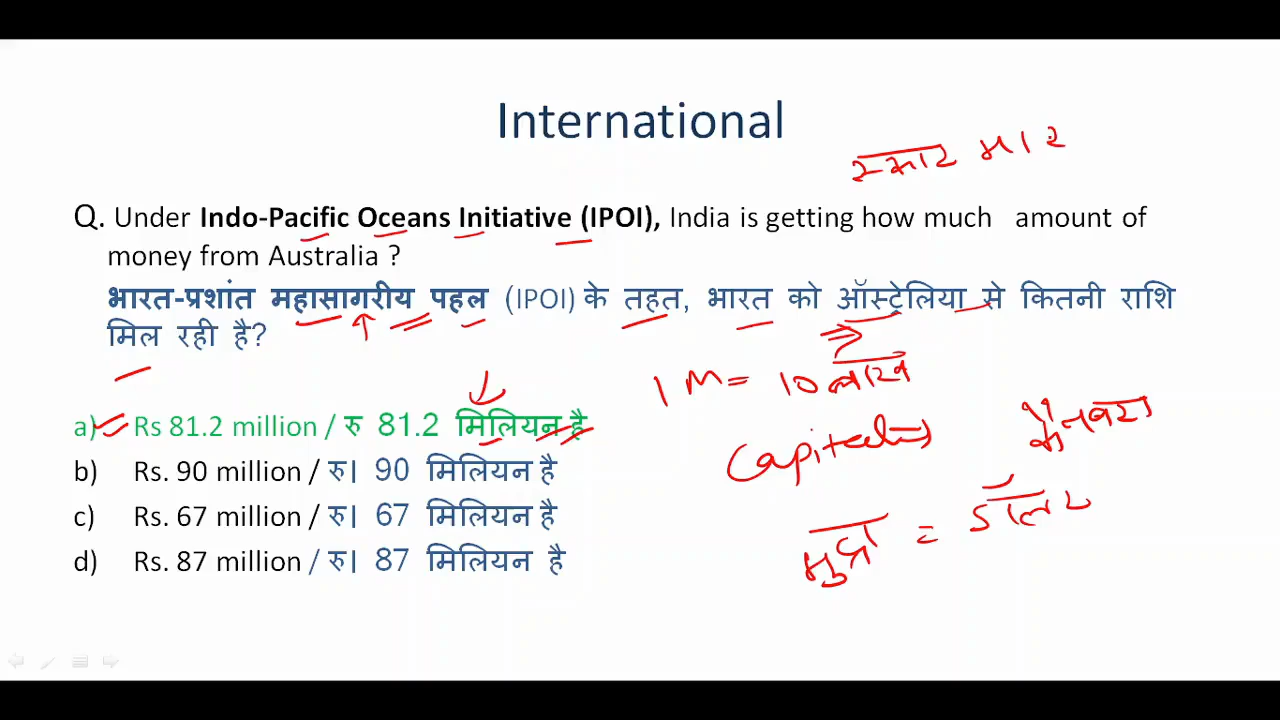 International
Q. Under Indo-Pacific Oceans Initiative (IPOI), India is getting how much amount of
money from Australia ?
भारत-प्रशांत महासागरीय पहल (IPOI) के तहत, भारत को ऑस्ट्रेलिया से कितनी राशि
मिल रही है?
1 M = 10 लाख
a) Rs 81.2 million / रु 81.2 मिलियन है
Capital
b) Rs. 90 million / रु। 90 मिलियन है
c) Rs. 67 million / रु। 67 मिलियन है
मुद्रा = डालर
d) Rs. 87 million / रु। 87 मिलियन है